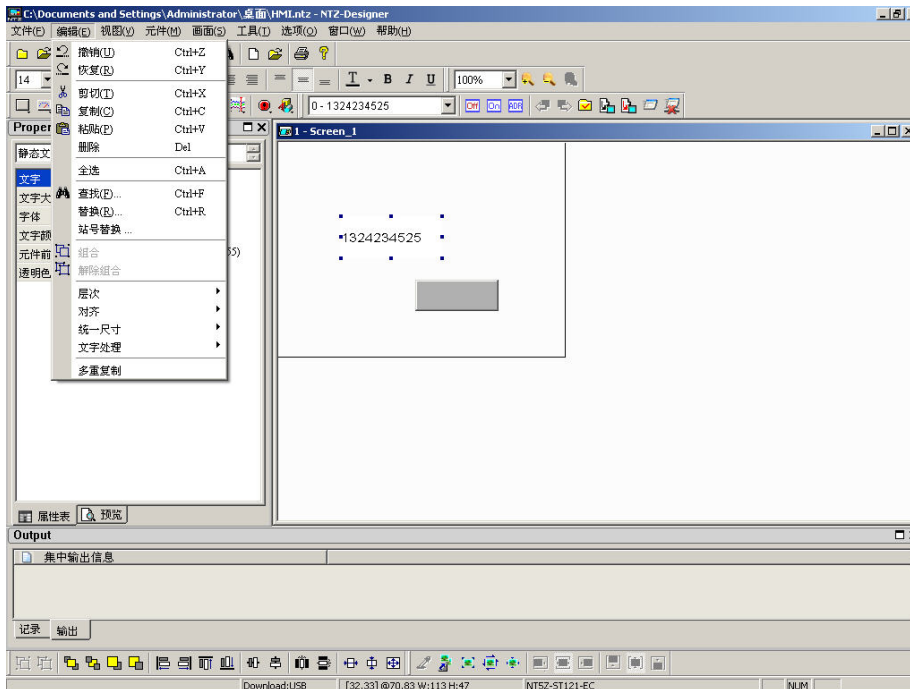 C:\Documents and Settings\Administrator\桌面\HMI.ntz - NTZ-Designer
文件(F) 编辑(E) 视图(V) 元件(M) 画面(S) 工具(T) 选项(O) 窗口(W) 帮助(H)
14 T B I U 100%
0 - 1324234525 Off On ADR
撤销(U) Ctrl+Z
恢复(R) Ctrl+Y
剪切(T) Ctrl+X
复制(C) Ctrl+C
粘贴(P) Ctrl+V
删除 Del
全选 Ctrl+A
查找(F)... Ctrl+F
替换(R)... Ctrl+R
站号替换 ...
组合
解除组合
层次
对齐
统一尺寸
文字处理
多重复制
Proper
静态文
文字
文字大
字体
文字颜
元件前
透明色
55)
属性表 预览
1 - Screen_1
1324234525
Output
集中输出信息
记录 输出
Download:USB [32,33]@70,83 W:113 H:47 NT5Z-ST121-EC NUM